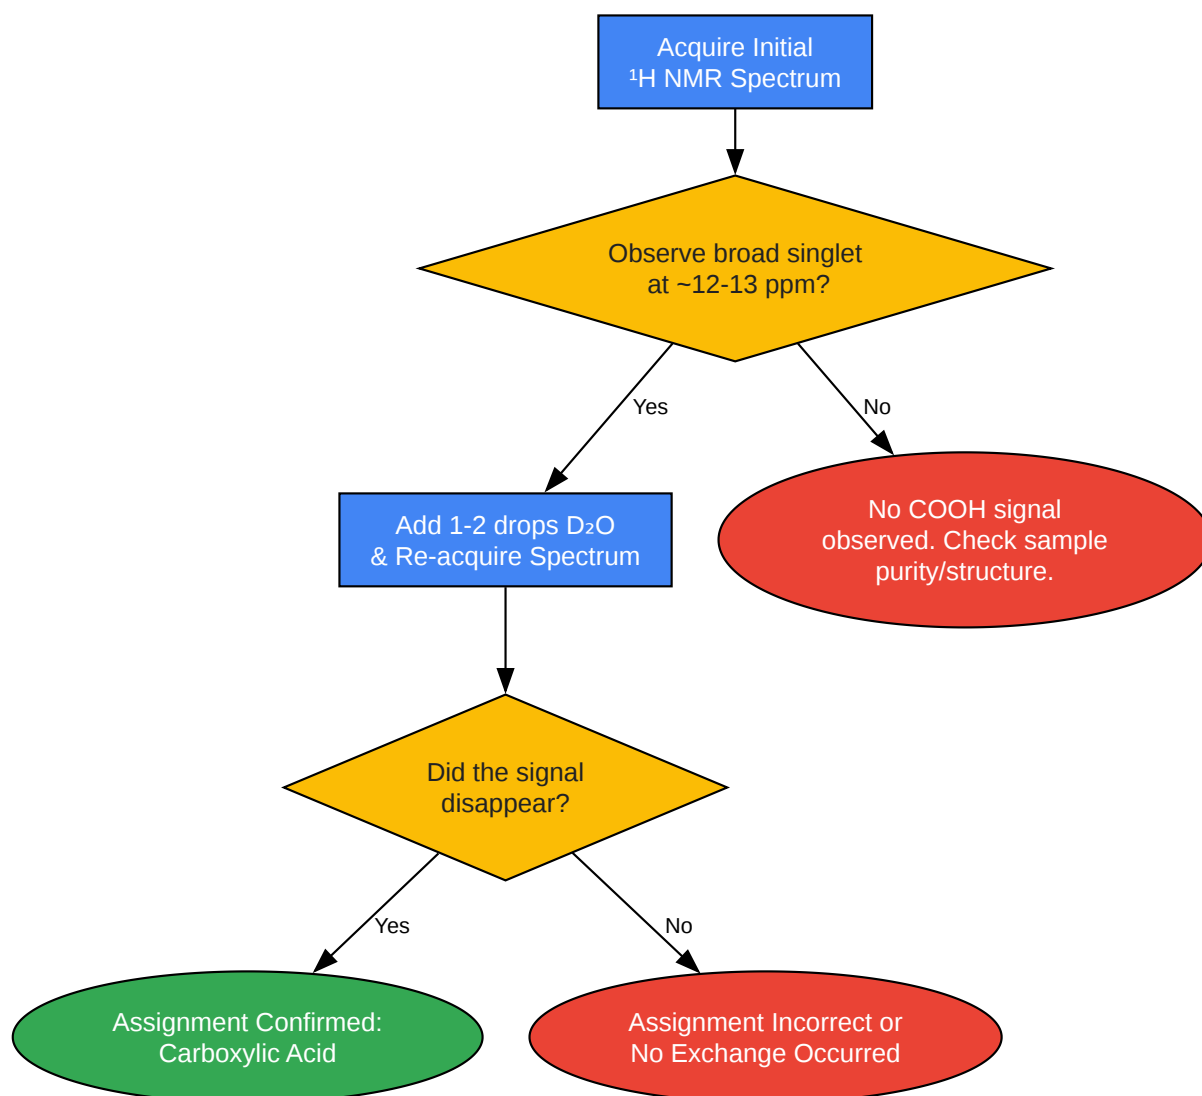 Acquire Initial
¹H NMR Spectrum
Observe broad singlet
at ~12-13 ppm?
Yes
No
No COOH signal
observed. Check sample
purity/structure.
Add 1-2 drops D₂O
& Re-acquire Spectrum
Did the signal
disappear?
Yes
No
Assignment Confirmed:
Carboxylic Acid
Assignment Incorrect or
No Exchange Occurred